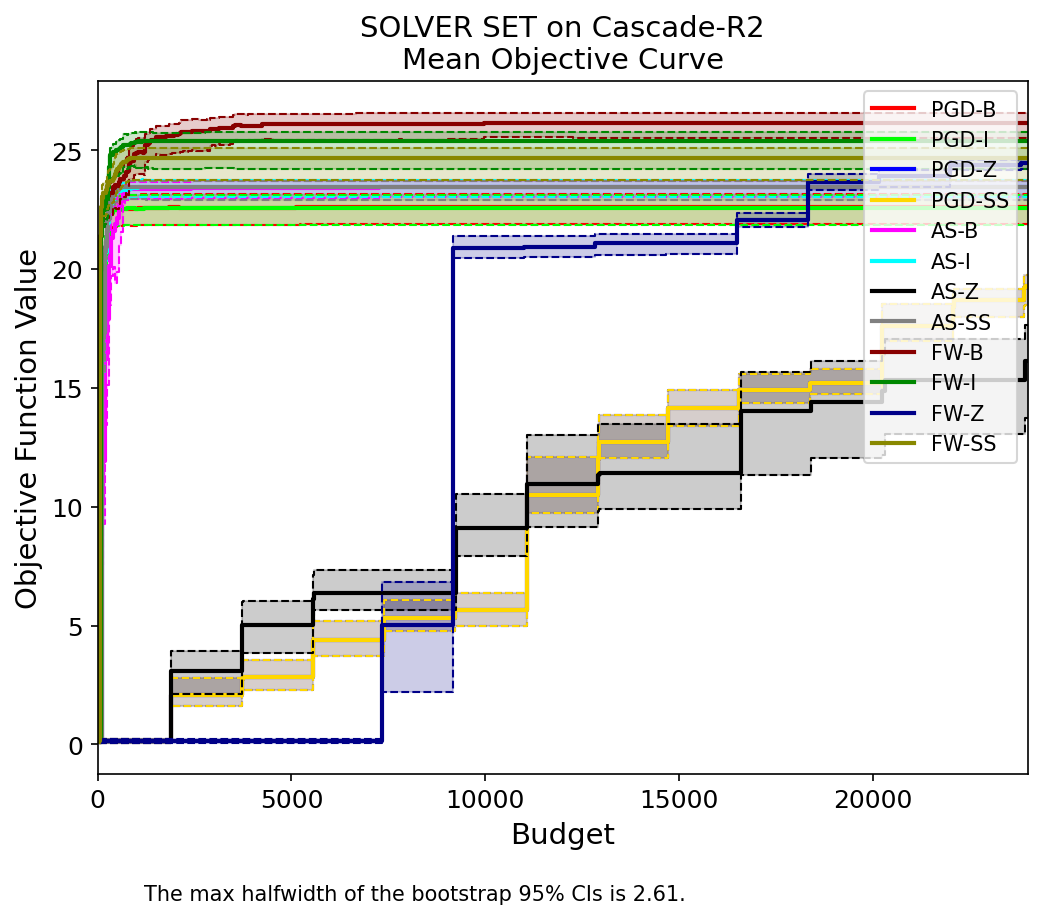 SOLVER SET on Cascade-R2
Mean Objective Curve
Objective Function Value
25
20
15
10
5
0
0
5000
10000
15000
20000
Budget
PGD-B
PGD-I
PGD-Z
PGD-SS
AS-B
AS-I
AS-Z
AS-SS
FW-B
FW-I
FW-Z
FW-SS
The max halfwidth of the bootstrap 95% CIs is 2.61.